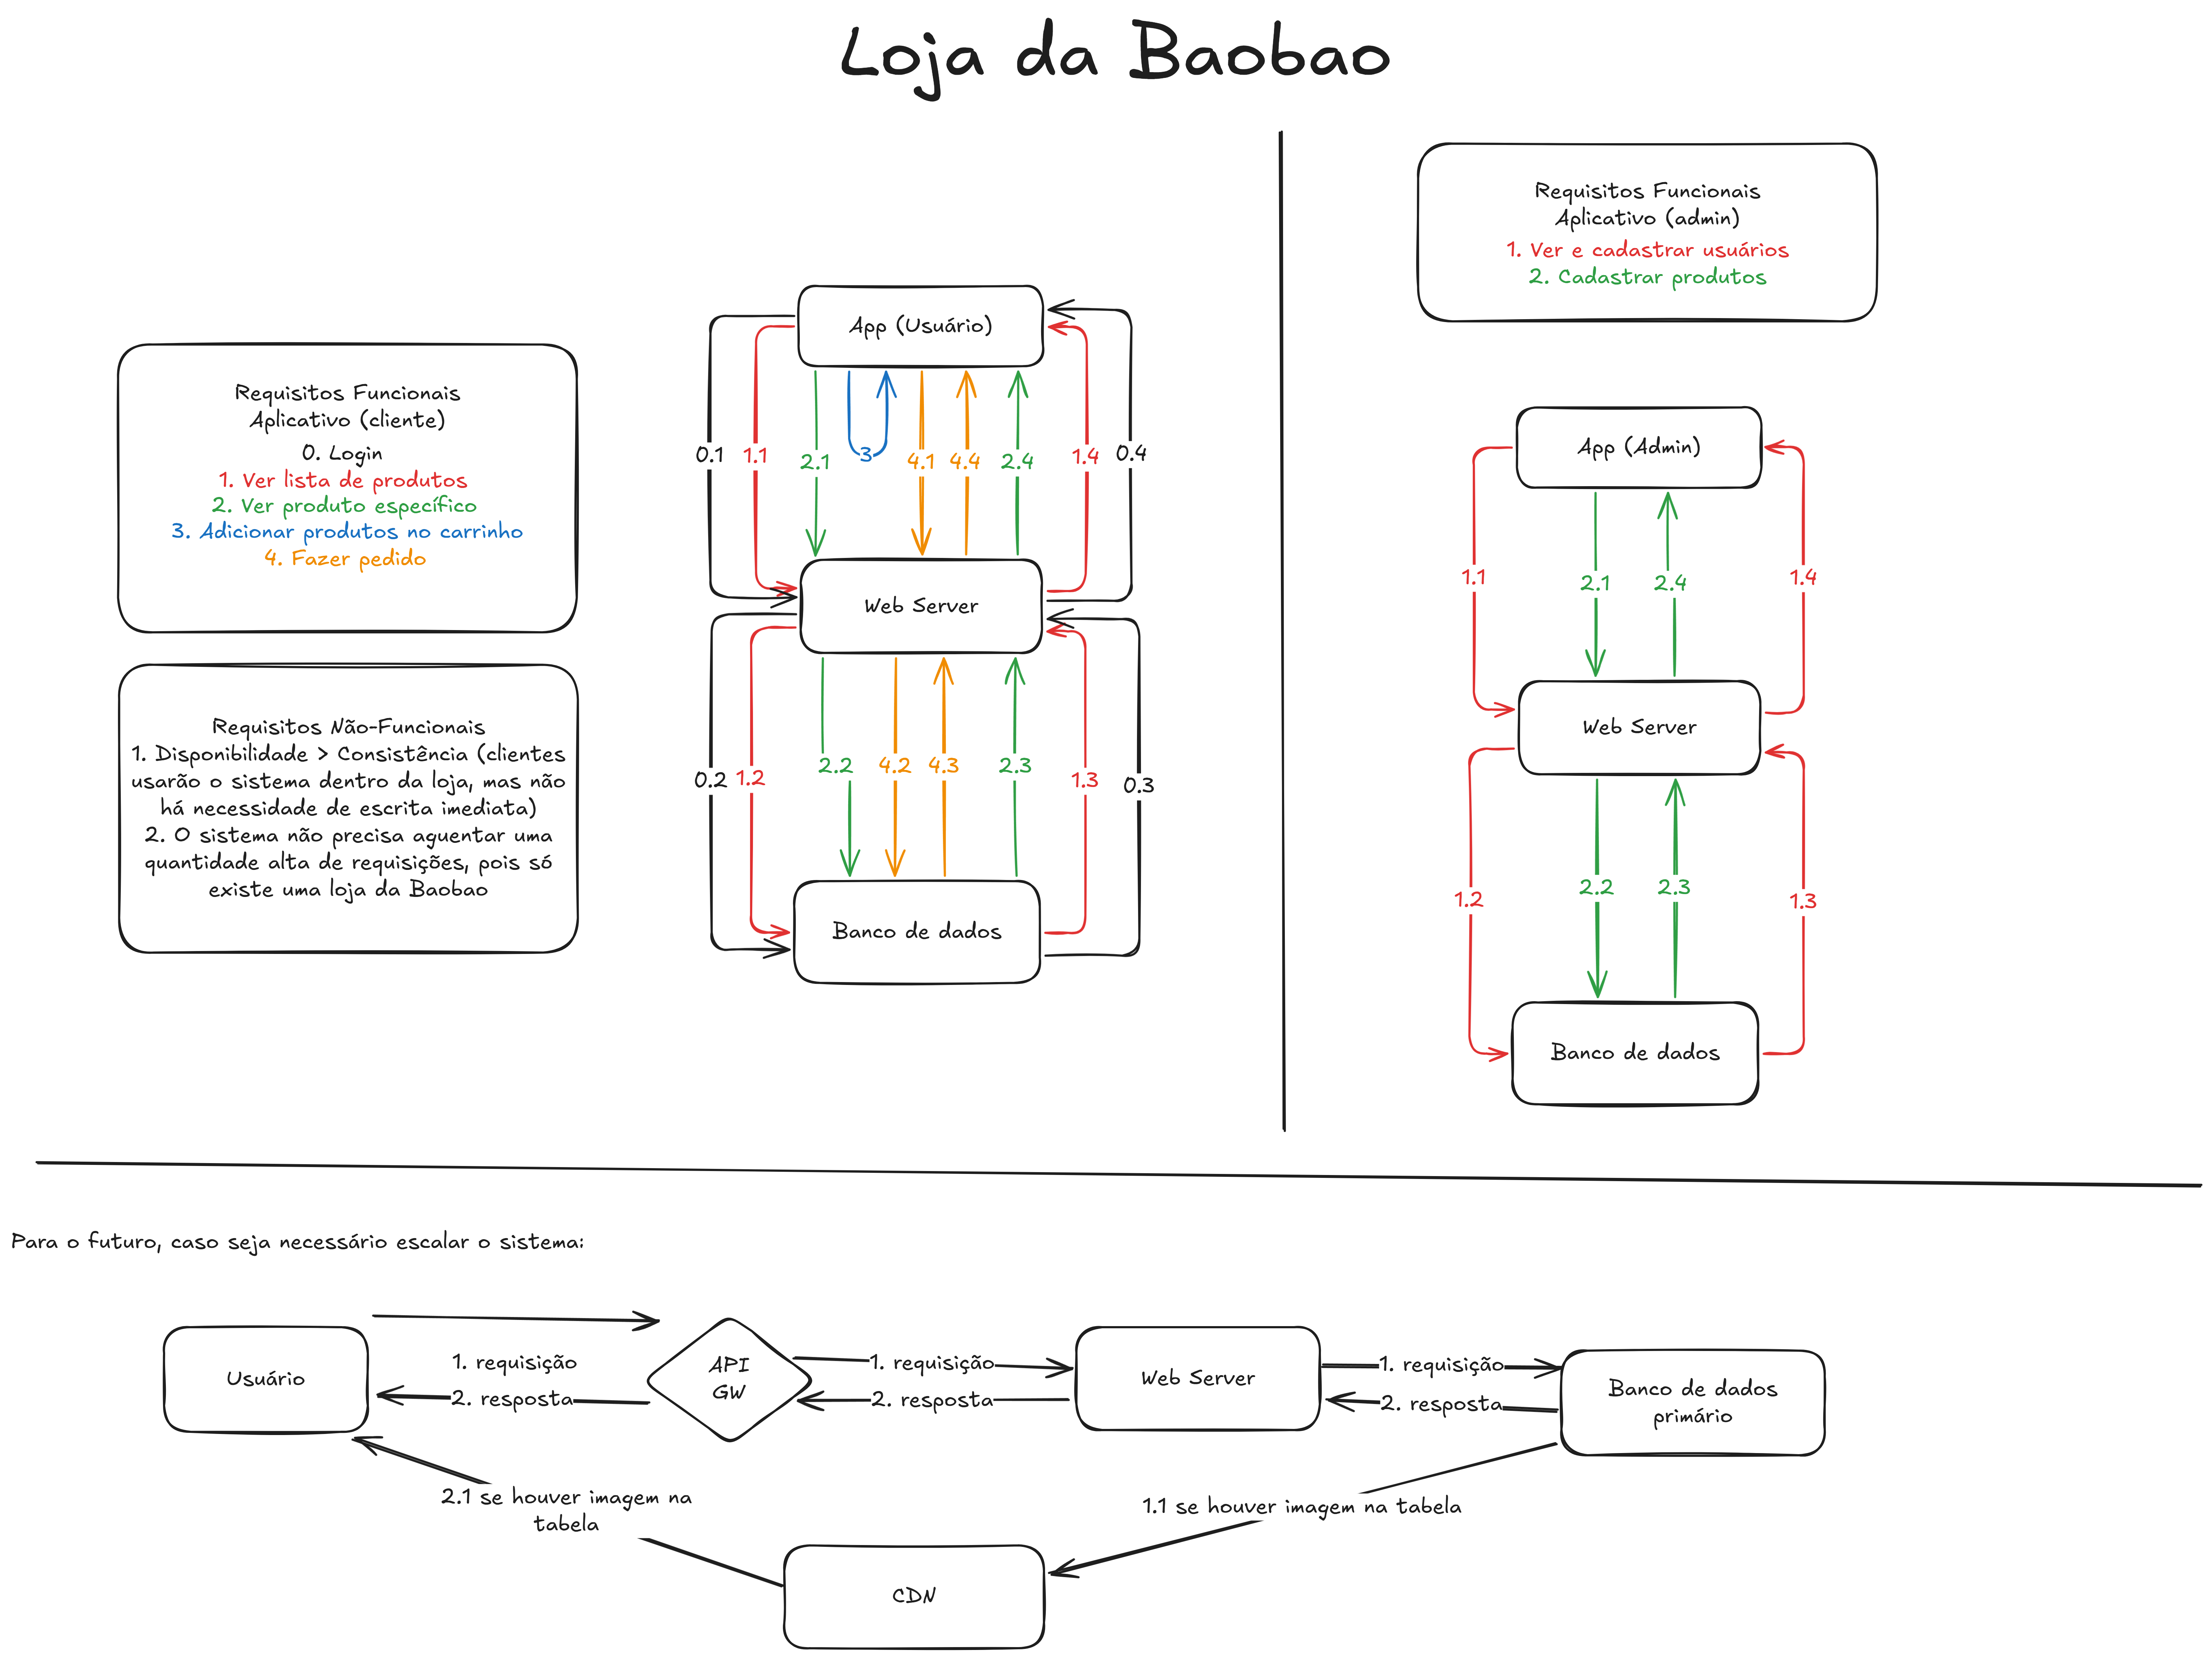 Loja da Baobao
Requisitos Funcionais
Aplicativo (cliente)
0. Login
1. Ver lista de produtos
2. Ver produto específico
3. Adicionar produtos no carrinho
4. Fazer pedido
Requisitos Não-Funcionais
1. Disponibilidade > Consistência (clientes
usarão o sistema dentro da loja, mas não
há necessidade de escrita imediata)
2. O sistema não precisa aguentar uma
quantidade alta de requisições, pois só
existe uma loja da Baobao
App (Usuário)
0.1
1.1
2.1
3
4.1
4.4
2.4
1.4
0.4
Web Server
0.2
1.2
2.2
4.2
4.3
2.3
1.3
0.3
Banco de dados
Requisitos Funcionais
Aplicativo (admin)
1. Ver e cadastrar usuários
2. Cadastrar produtos
App (Admin)
1.1
2.1
2.4
1.4
Web Server
1.2
2.2
2.3
1.3
Banco de dados
Para o futuro, caso seja necessário escalar o sistema:
Usuário
1. requisição
2. resposta
API
GW
1. requisição
2. resposta
Web Server
1. requisição
2. resposta
Banco de dados
primário
2.1 se houver imagem na
tabela
1.1 se houver imagem na tabela
CDN